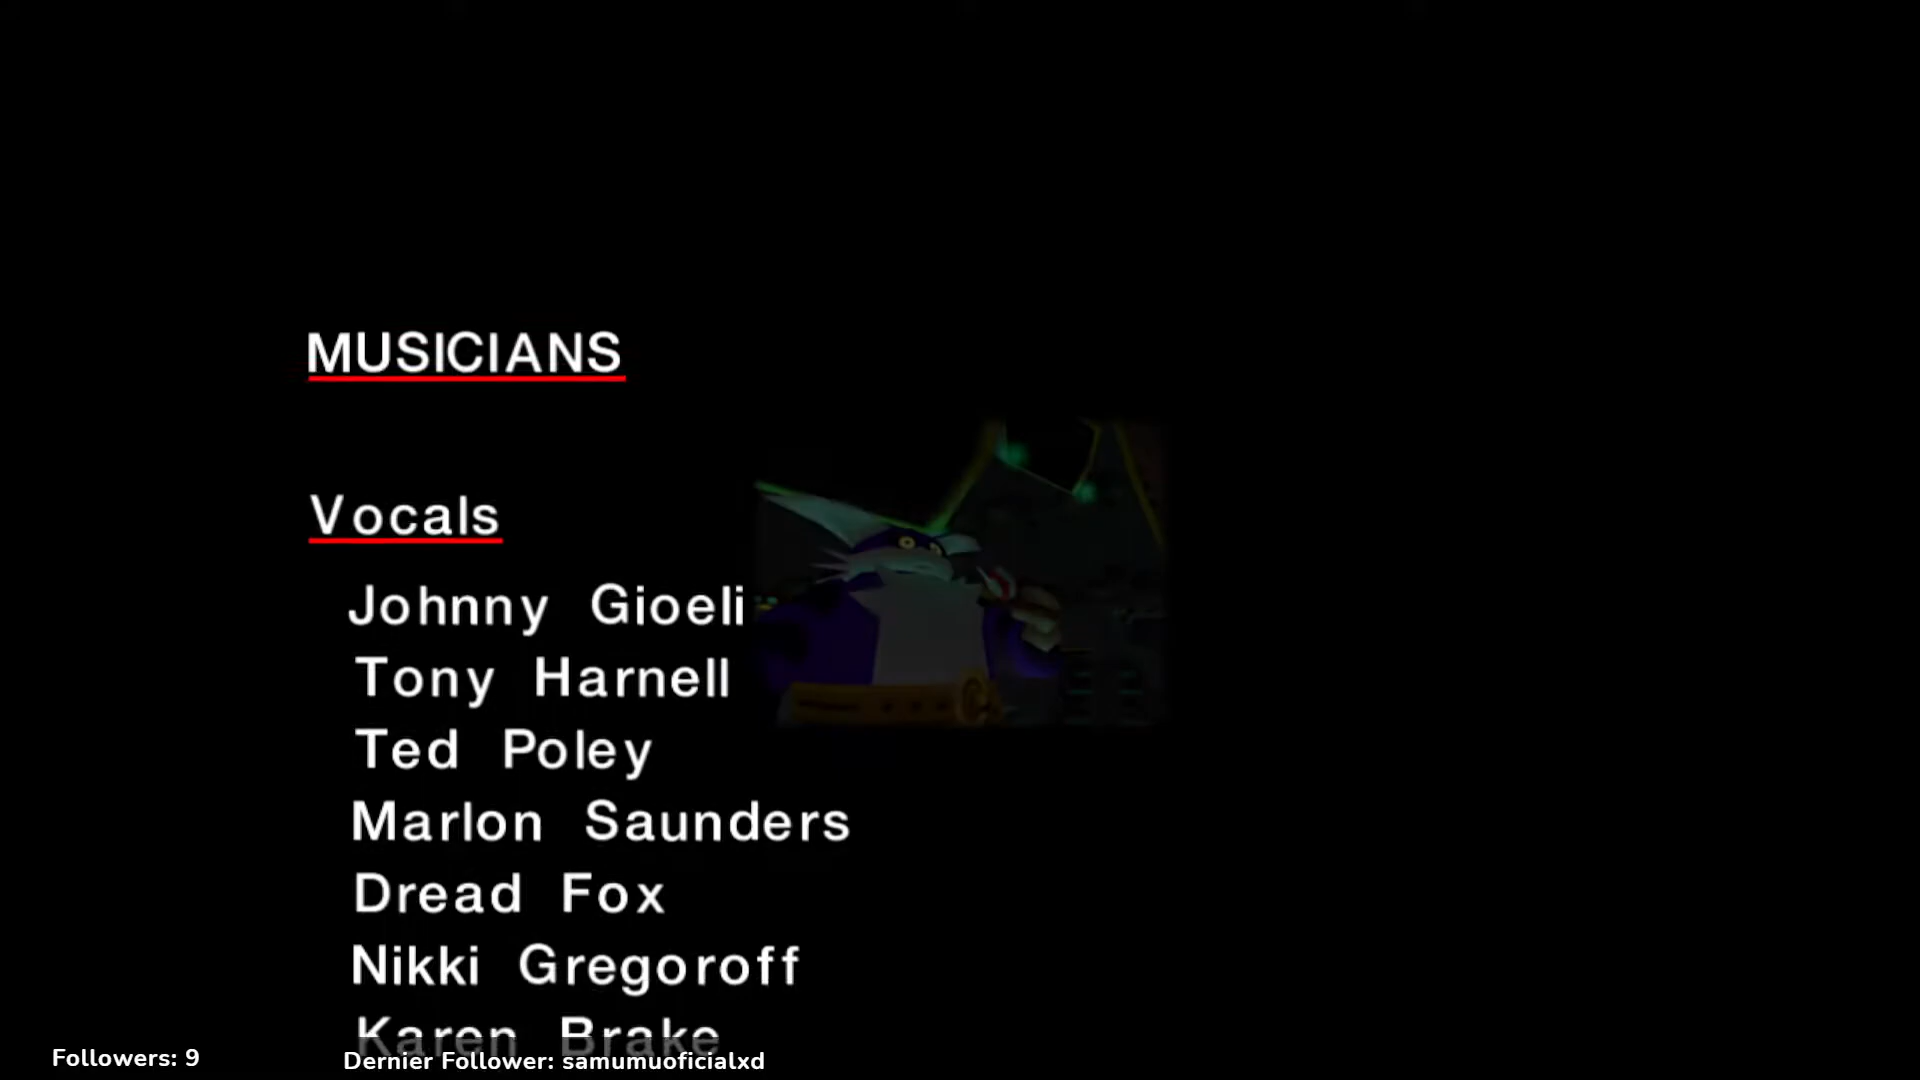 MUSICIANS
Vocals
Johnny Gioeli
Tony Harnell
Ted Poley
Marlon Saunders
Dread Fox
Nikki Gregoroff
Karen Brake
Followers: 9
Dernier Follower: samumuoficialxd